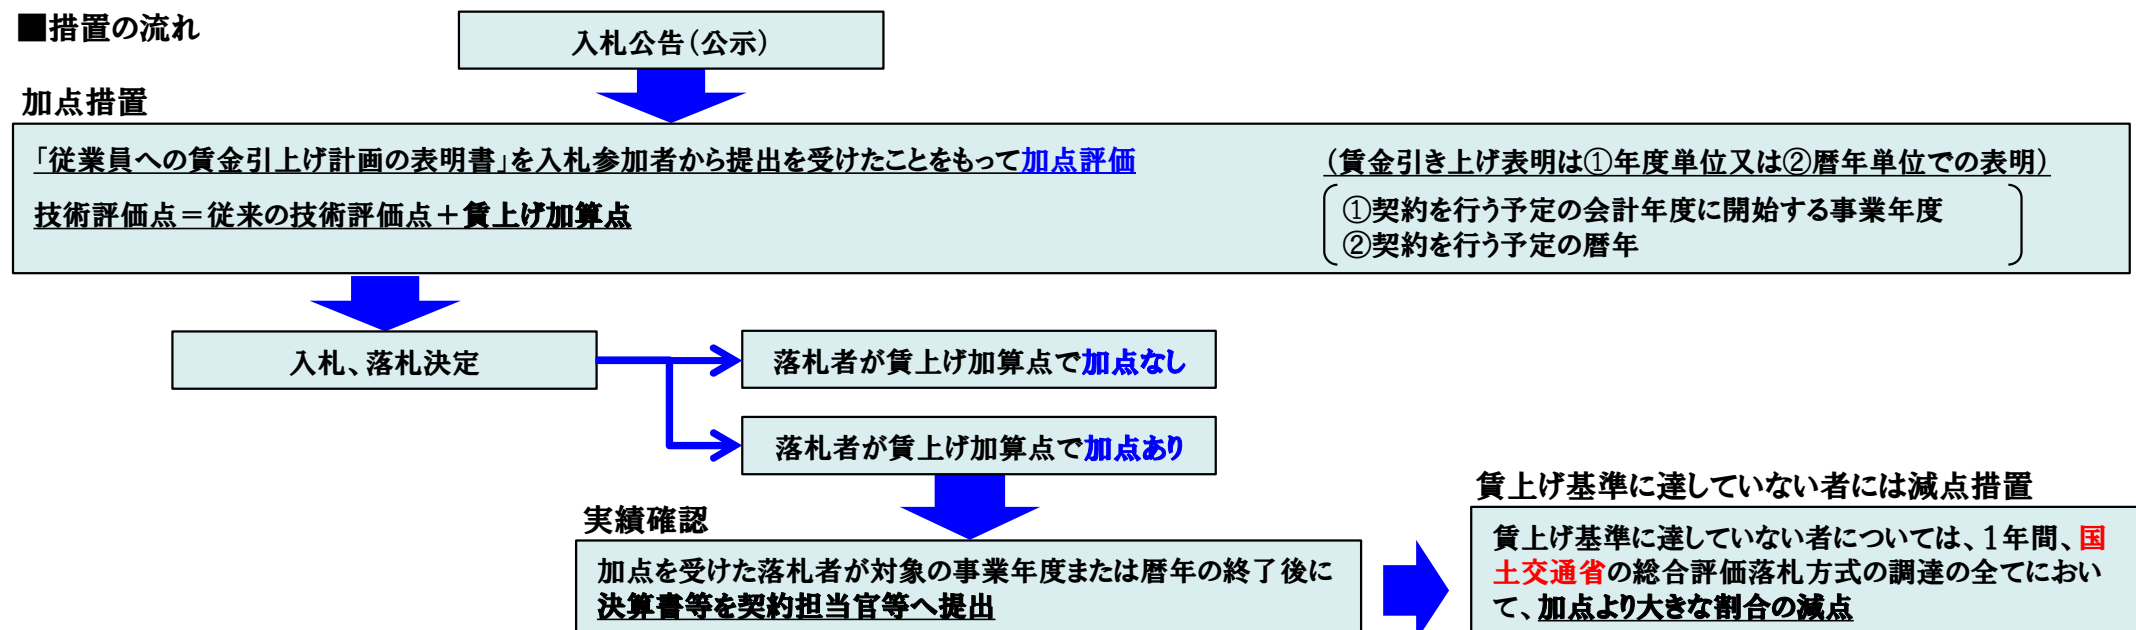 ■措置の流れ
入札公告(公示)
加点措置
「従業員への賃金引上げ計画の表明書」を入札参加者から提出を受けたことをもって加点評価
技術評価点=従来の技術評価点+賃上げ加算点
(賃金引き上げ表明は①年度単位又は②暦年単位での表明)
①契約を行う予定の会計年度に開始する事業年度
②契約を行う予定の暦年
入札、落札決定
落札者が賃上げ加算点で加点なし
落札者が賃上げ加算点で加点あり
実績確認
加点を受けた落札者が対象の事業年度または暦年の終了後に
決算書等を契約担当官等へ提出
賃上げ基準に達していない者には減点措置
賃上げ基準に達していない者については、1年間、国
土交通省の総合評価落札方式の調達の全てにおい
て、加点より大きな割合の減点